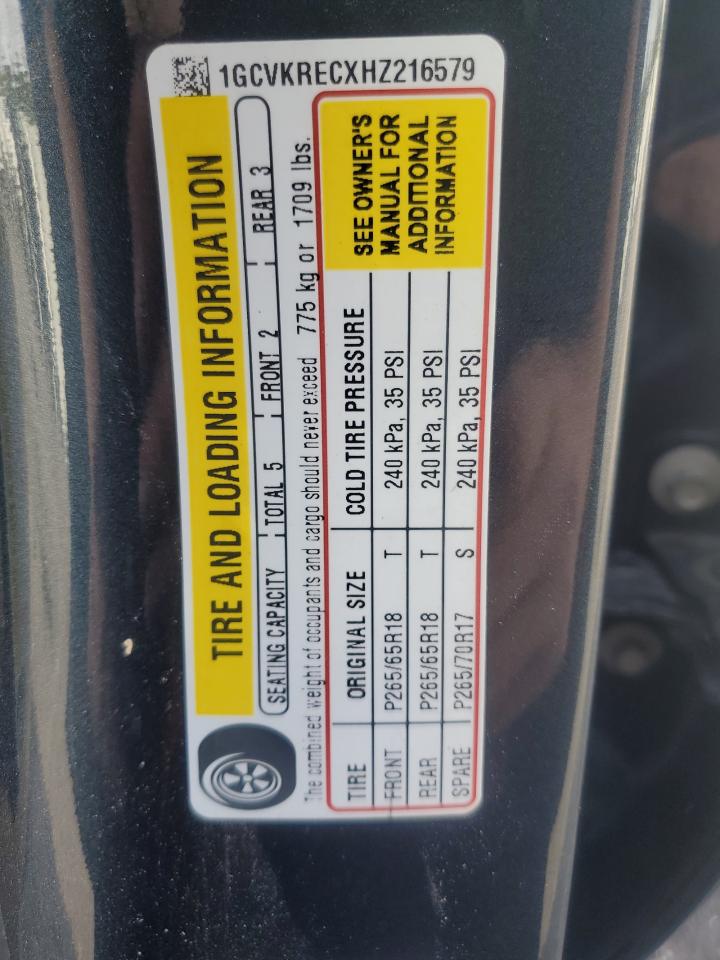 1GCVKRECXHZ216579
TIRE AND LOADING INFORMATION
SEATING CAPACITY TOTAL 5 FRONT 2 REAR 3
The combined weight of occupants and cargo should never exceed 775 kg or 1709 lbs.
TIRE ORIGINAL SIZE COLD TIRE PRESSURE
FRONT P265/65R18 T 240 kPa, 35 PSI
REAR P265/65R18 T 240 kPa, 35 PSI
SPARE P265/70R17 S 240 kPa, 35 PSI
SEE OWNER'S
MANUAL FOR
ADDITIONAL
INFORMATION